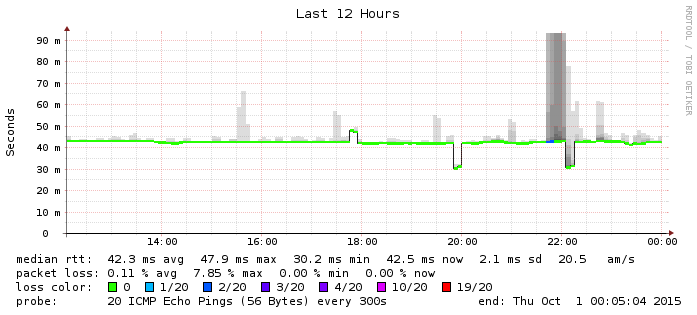 Last 12 Hours
RRDTOOL / TOBI OETIKER
Seconds
90 m
80 m
70 m
60 m
50 m
40 m
30 m
20 m
10 m
0
14:00 16:00 18:00 20:00 22:00 00:00
median rtt: 42.3 ms avg 47.9 ms max 30.2 ms min 42.5 ms now 2.1 ms sd 20.5 am/s
packet loss: 0.11 % avg 7.85 % max 0.00 % min 0.00 % now
loss color: 0 1/20 2/20 3/20 4/20 10/20 19/20
probe: 20 ICMP Echo Pings (56 Bytes) every 300s end: Thu Oct 1 00:05:04 2015